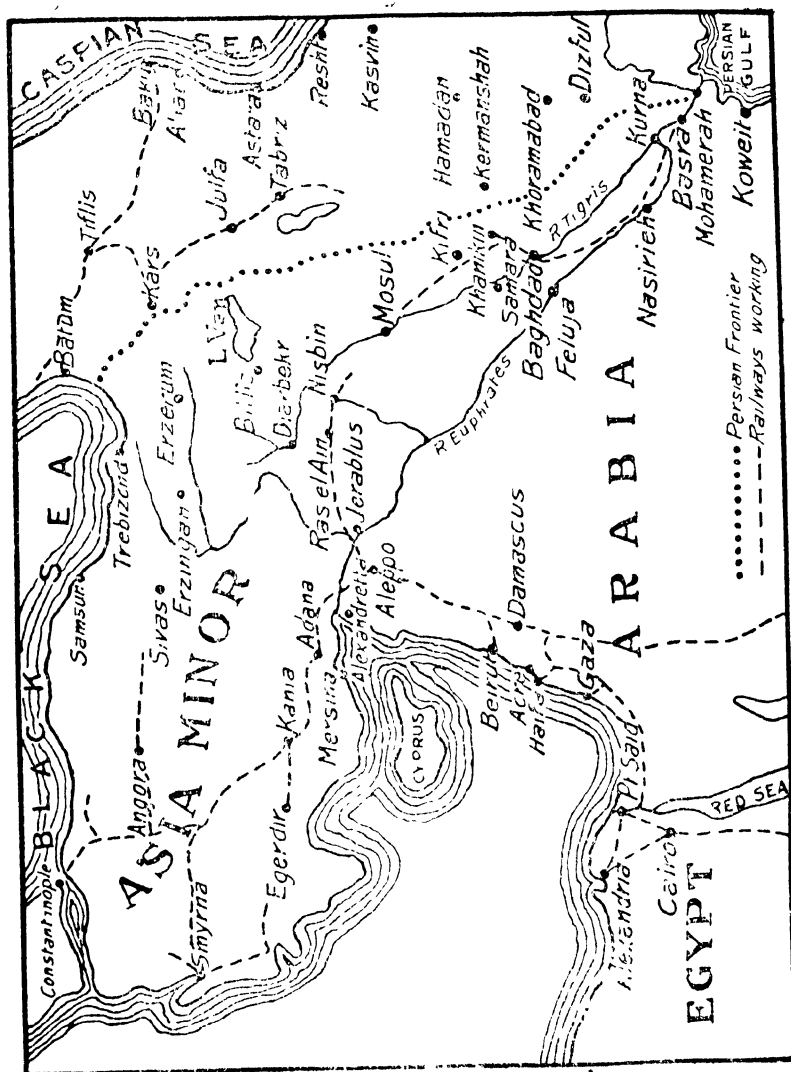 CASPIAN
SEA
BLACK SEA
Constantinople
Samsun
Trebizond
Batum
Tiflis
Baku
Kars
Julfa
Astara
Tabriz
Resht
Kasvin
Angora
Sivas
Erzingan
Erzerum
L. Van
Bitlis
Diarbekr
Nisbin
Mosul
Kifri
Hamadan
Kermanshah
Khanikin
Samara
Khoramabad
Dizful
ASIA MINOR
Smyrna
Egerdir
Kania
Adana
Mersina
Alexandretta
Aleppo
Jerablus
Ras el Ain
R Euphrates
R Tigris
Baghdad
Feluja
Kurna
Nasirieh
Basra
Mohamerah
Koweit
PERSIAN
GULF
CYPRUS
Beirut
Damascus
Acra
Haifa
Gaza
ARABIA
Pt Said
RED SEA
Alexandria
Cairo
EGYPT
Persian Frontier
Railways working